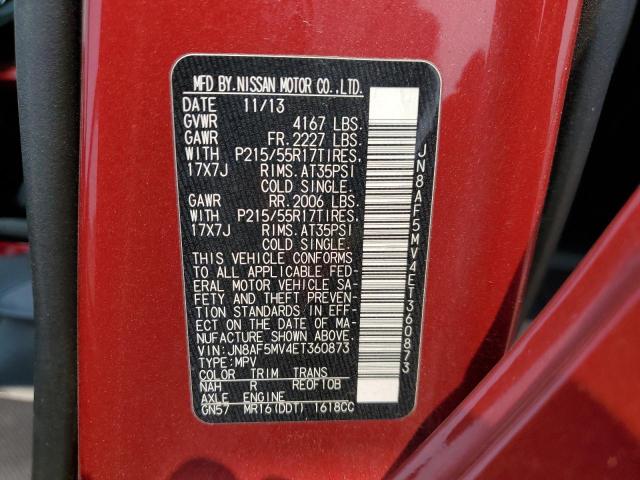 MFD BY.NISSAN MOTOR CO.,LTD.
DATE 11/13
GVWR 4167 LBS.
GAWR FR.2227 LBS.
WITH P215/55R17TIRES,
17X7J RIMS.AT35PSI
COLD SINGLE.
GAWR RR.2006 LBS.
WITH P215/55R17TIRES,
17X7J RIMS.AT35PSI
COLD SINGLE.
THIS VEHICLE CONFORMS
TO ALL APPLICABLE FED-
ERAL MOTOR VEHICLE SA-
FETY AND THEFT PREVEN-
TION STANDARDS IN EFF-
ECT ON THE DATE OF MA-
NUFACTURE SHOWN ABOVE.
VIN:JN8AF5MV4ET360873
TYPE:MPV
COLOR TRIM TRANS
NAH R RE0F10B
AXLE ENGINE
GN57 MR16(DDT) 1618CC
JN8AF5MV4ET360873